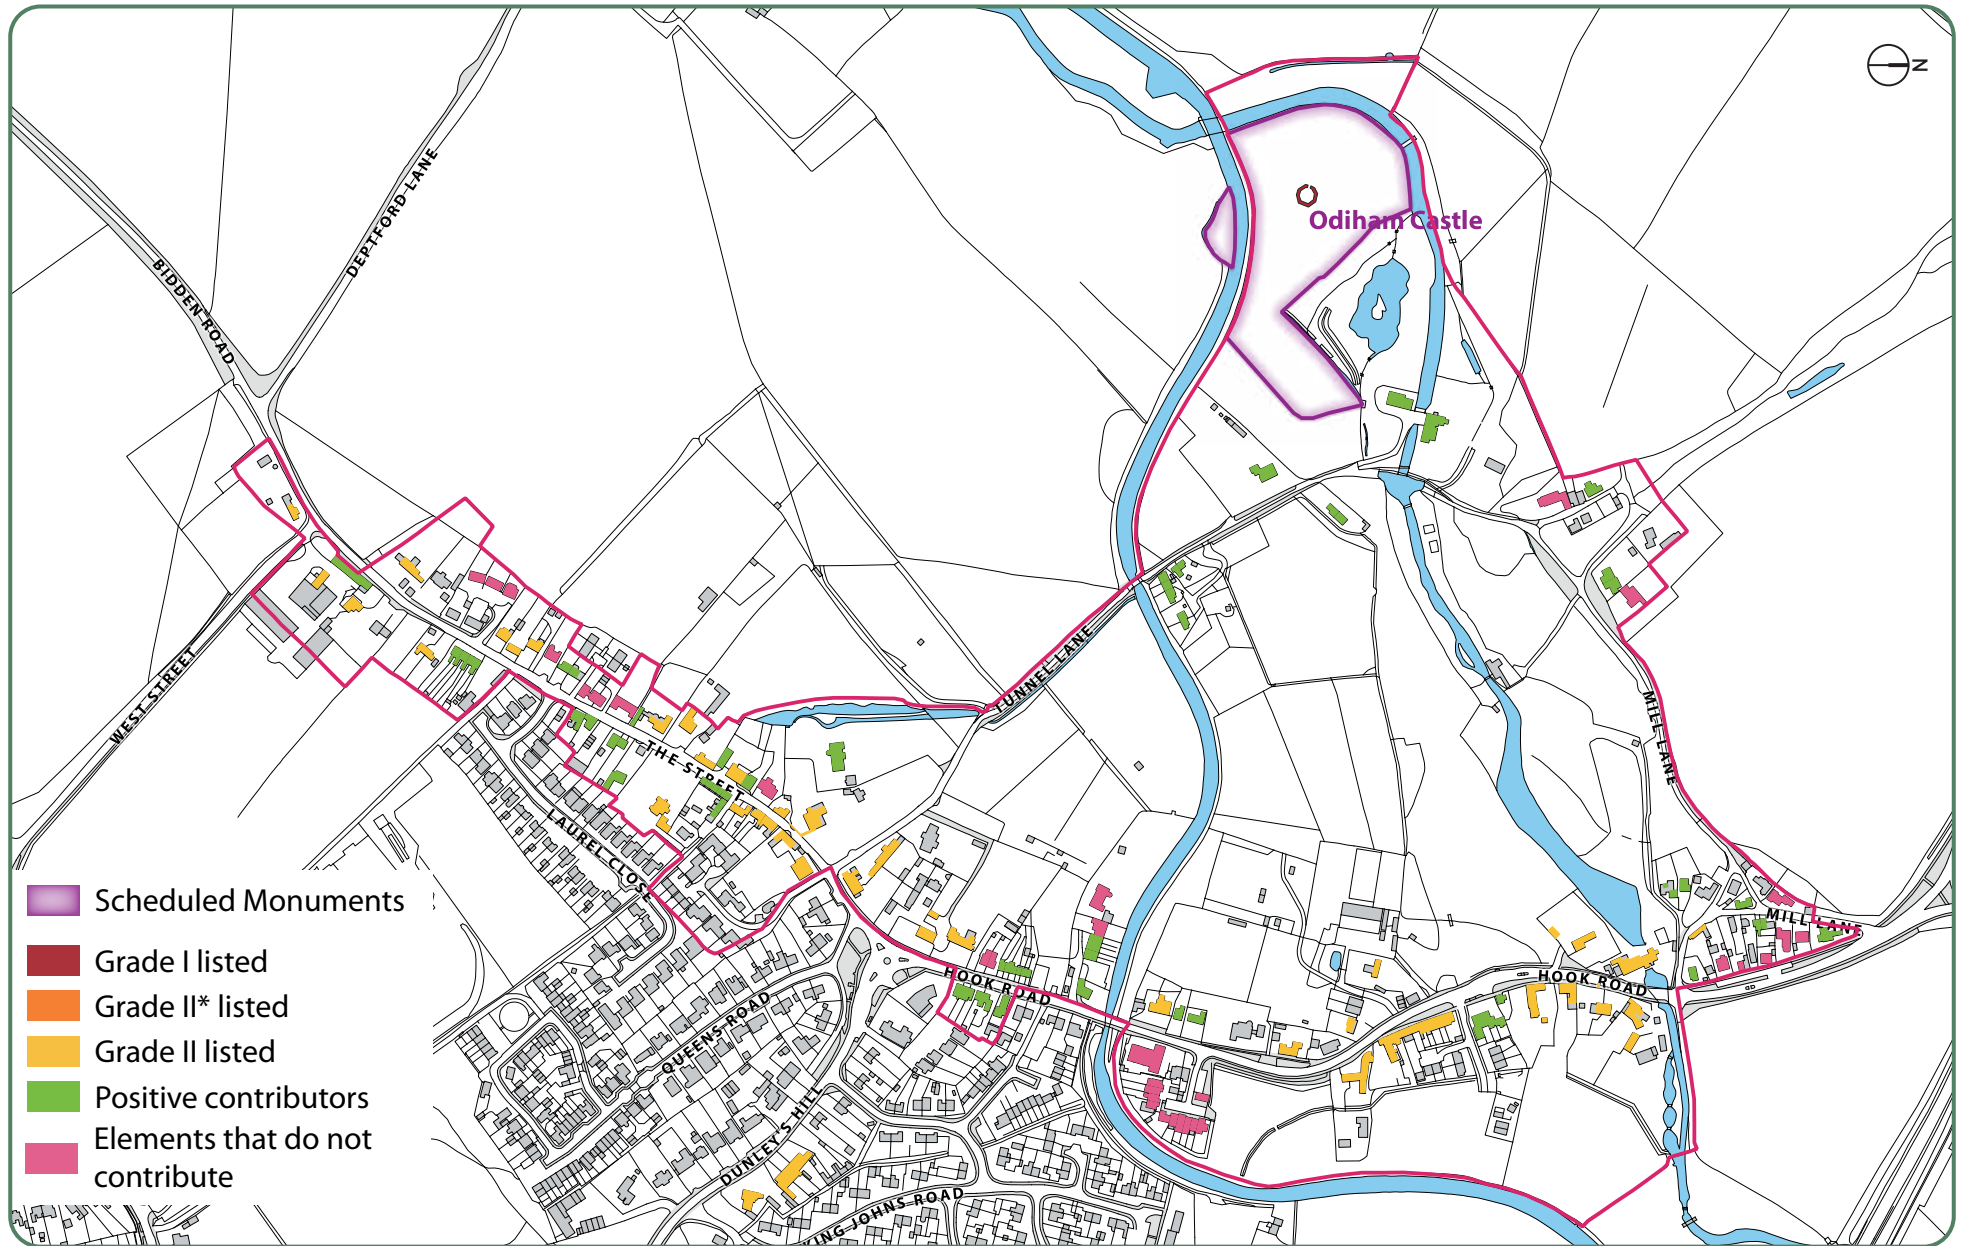 N
DEPTFORD LANE
BIDDEN ROAD
Odiham Castle
WEST STREET
TUNNEL LANE
MILL LANE
THE STREET
LAUREL CLOSE
MILL LAN
HOOK ROAD
HOOK ROAD
QUEENS ROAD
DUNLEY'S HILL
KING JOHNS ROAD
Scheduled Monuments
Grade I listed
Grade II* listed
Grade II listed
Positive contributors
Elements that do not
contribute